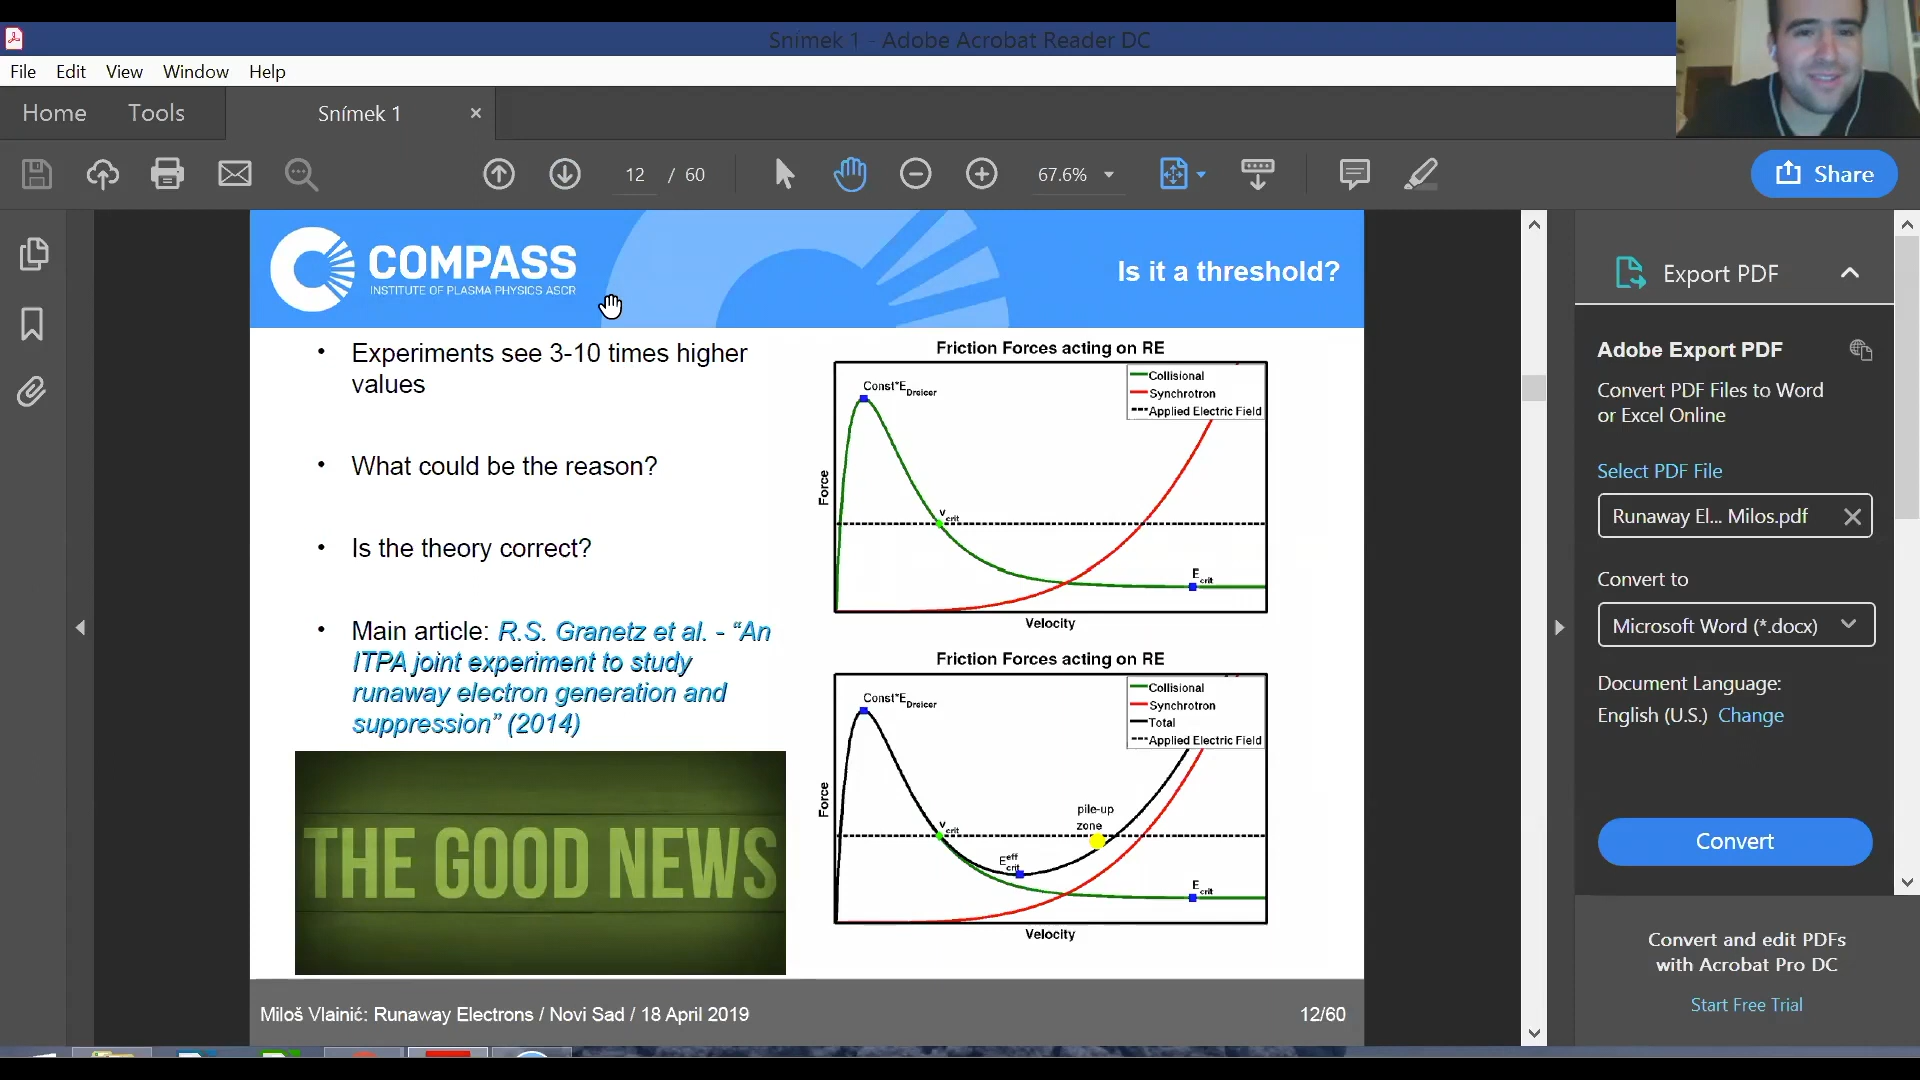 Snímek 1 - Adobe Acrobat Reader DC
File Edit View Window Help
Home Tools Snímek 1 ×
12 / 60 67.6% Share
COMPASS
INSTITUTE OF PLASMA PHYSICS ASCR
Is it a threshold?
• Experiments see 3-10 times higher
values
• What could be the reason?
• Is the theory correct?
• Main article: R.S. Granetz et al. - “An
ITPA joint experiment to study
runaway electron generation and
suppression” (2014)
THE GOOD NEWS
Friction Forces acting on RE
Const*E_Dreicer
Collisional
Synchrotron
Applied Electric Field
v_crit
E_crit
Force
Velocity
Friction Forces acting on RE
Const*E_Dreicer
Collisional
Synchrotron
Total
Applied Electric Field
pile-up
zone
v_crit
E^eff_crit
E_crit
Force
Velocity
Miloš Vlainić: Runaway Electrons / Novi Sad / 18 April 2019
12/60
Export PDF
Adobe Export PDF
Convert PDF Files to Word
or Excel Online
Select PDF File
Runaway El... Milos.pdf
Convert to
Microsoft Word (*.docx)
Document Language:
English (U.S.) Change
Convert
Convert and edit PDFs
with Acrobat Pro DC
Start Free Trial